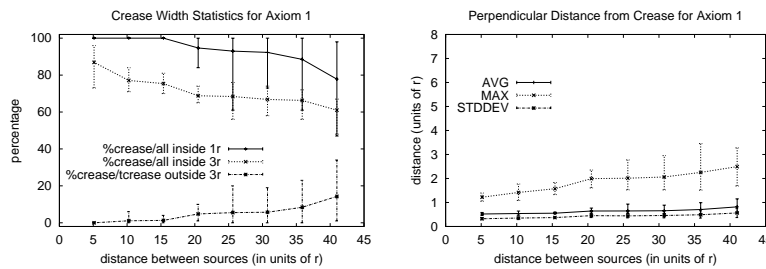 Crease Width Statistics for Axiom 1
percentage
100
80
60
40
20
0
%crease/all inside 1r
%crease/all inside 3r
%crease/tcrease outside 3r
0 5 10 15 20 25 30 35 40 45
distance between sources (in units of r)
Perpendicular Distance from Crease for Axiom 1
distance (units of r)
8
7
6
5
4
3
2
1
0
AVG
MAX
STDDEV
0 5 10 15 20 25 30 35 40 45
distance between sources (in units of r)